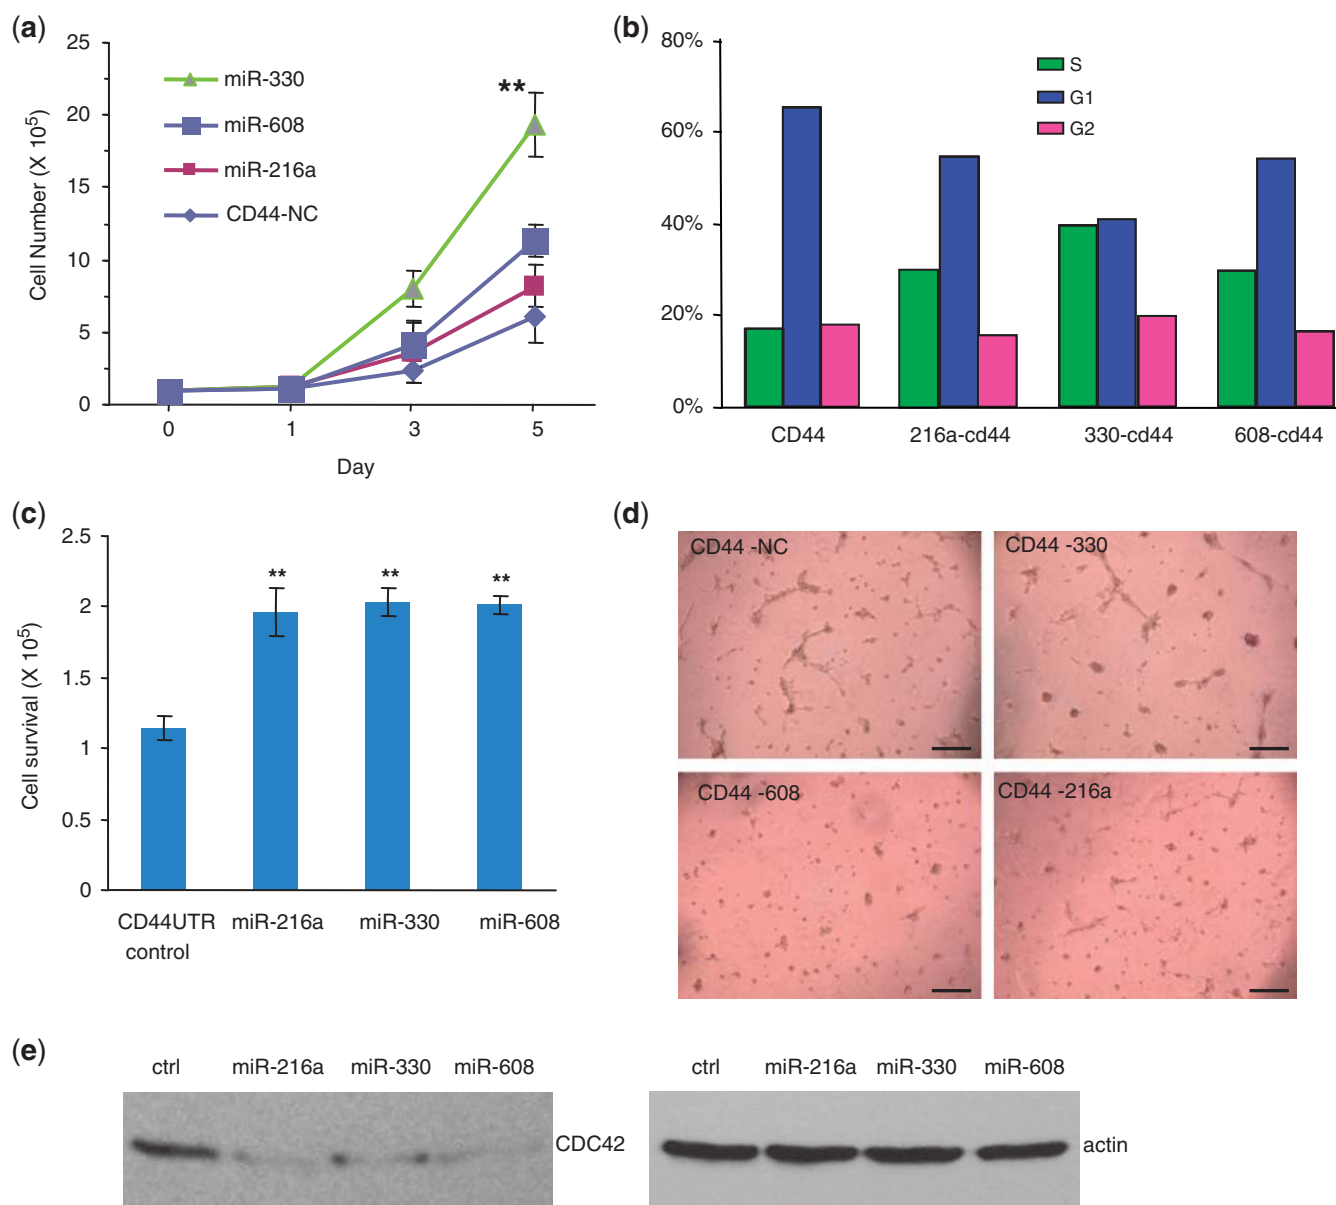 (a)
25
20
15
10
5
0
Cell Number (X 10⁵)
miR-330
miR-608
miR-216a
CD44-NC
**
0 1 3 5
Day
(b)
80%
60%
40%
20%
0%
S
G1
G2
CD44 216a-cd44 330-cd44 608-cd44
(c)
2.5
2
1.5
1
0.5
0
Cell survival (X 10⁵)
** ** **
CD44UTR control miR-216a miR-330 miR-608
(d)
CD44 -NC
CD44 -330
CD44 -608
CD44 -216a
(e)
ctrl miR-216a miR-330 miR-608
CDC42
ctrl miR-216a miR-330 miR-608
actin